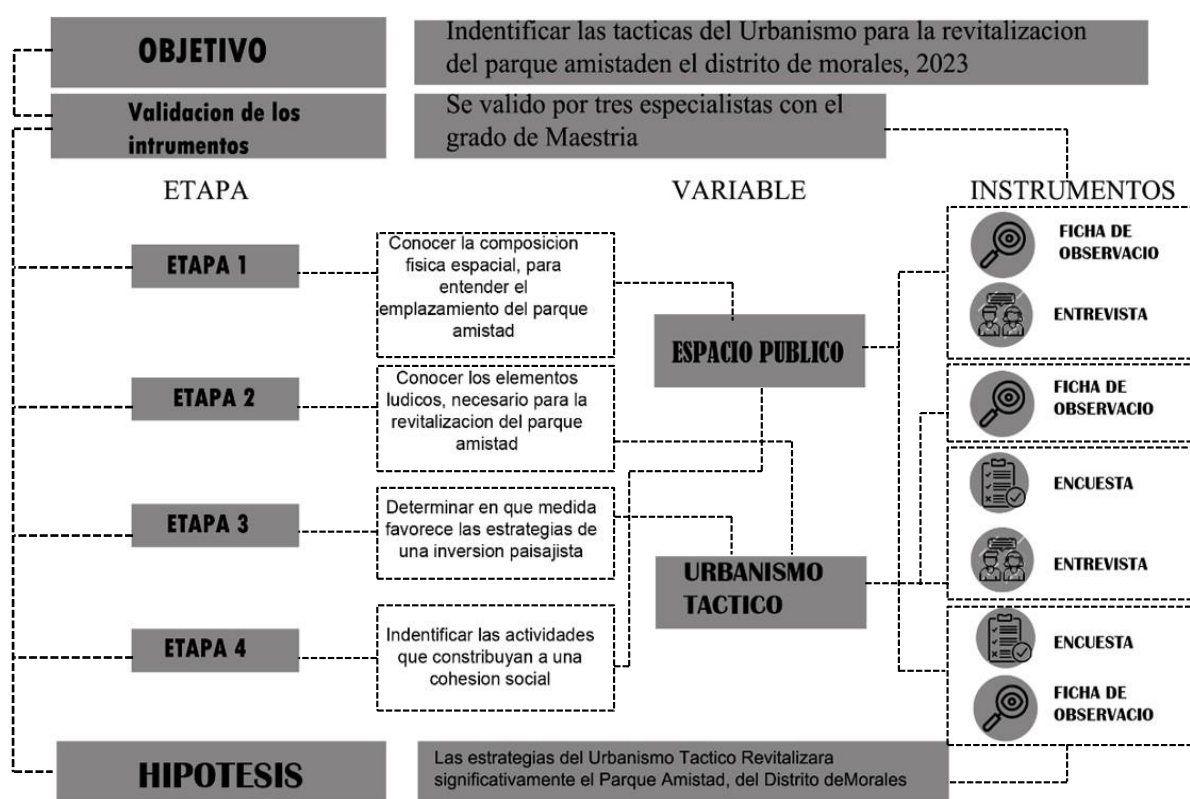 OBJETIVO
Indentificar las tacticas del Urbanismo para la revitalizacion
del parque amistaden el distrito de morales, 2023
Validacion de los
intrumentos
Se valido por tres especialistas con el
grado de Maestria
ETAPA
VARIABLE
INSTRUMENTOS
ETAPA 1
Conocer la composicion
fisica espacial, para
entender el
emplazamiento del parque
amistad
ETAPA 2
Conocer los elementos
ludicos, necesario para la
revitalizacion del parque
amistad
ETAPA 3
Determinar en que medida
favorece las estrategias de
una inversion paisajista
ETAPA 4
Indentificar las actividades
que constribuyan a una
cohesion social
ESPACIO PUBLICO
URBANISMO
TACTICO
FICHA DE
OBSERVACIO
ENTREVISTA
FICHA DE
OBSERVACIO
ENCUESTA
ENTREVISTA
ENCUESTA
FICHA DE
OBSERVACIO
HIPOTESIS
Las estrategias del Urbanismo Tactico Revitalizara
significativamente el Parque Amistad, del Distrito deMorales